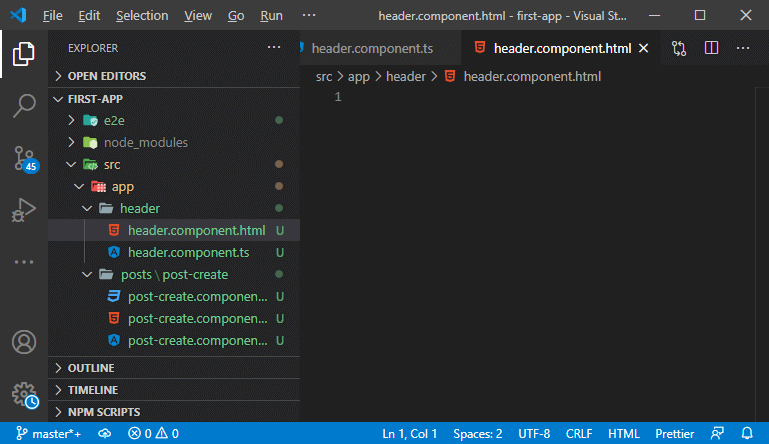 File Edit Selection View Go Run ··· header.component.html - first-app - Visual St...
EXPLORER ···
header.component.ts header.component.html
OPEN EDITORS
src > app > header > header.component.html
FIRST-APP
1
e2e
node_modules
src
45
app
header
header.component.html U
header.component.ts U
posts \ post-create
post-create.componen... U
post-create.componen... U
post-create.componen... U
OUTLINE
TIMELINE
NPM SCRIPTS
master*+ 0 0 Ln 1, Col 1 Spaces: 2 UTF-8 CRLF HTML Prettier